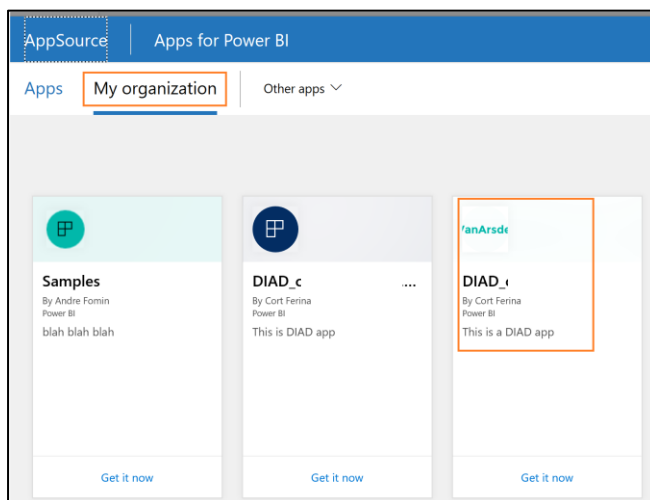 AppSource Apps for Power BI
Apps My organization Other apps
VanArsde
Samples
By Andre Fomin
Power BI
blah blah blah
Get it now
DIAD_c ....
By Cort Ferina
Power BI
This is DIAD app
Get it now
DIAD_
By Cort Ferina
Power BI
This is a DIAD app
Get it now